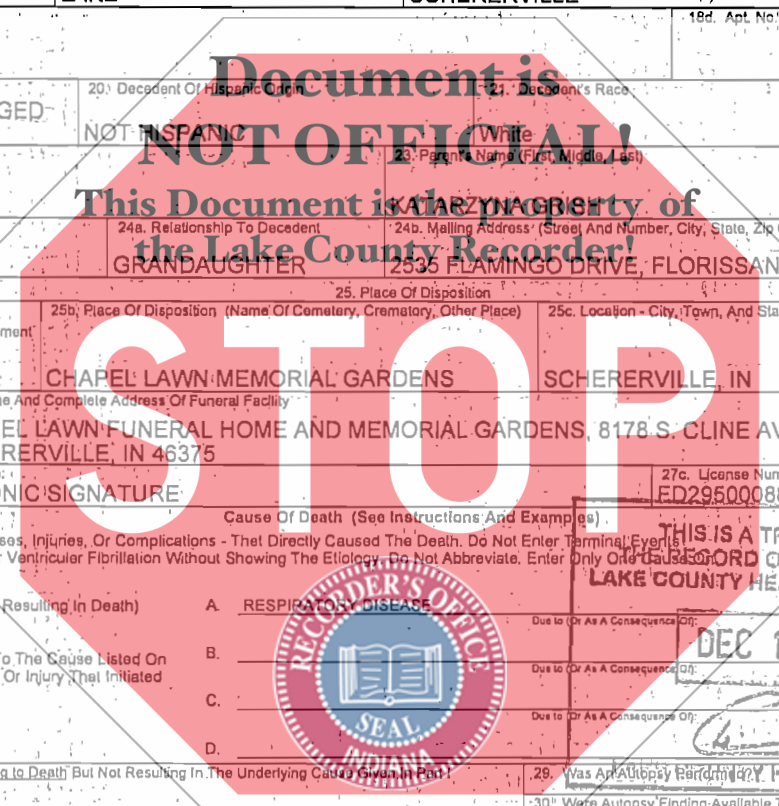 18d. Apt. No.
Document is
20. Decedent Of Hispanic Origin
21. Decedent's Race
GED
NOT HISPANIC
White
NOT OFFICIAL!
23. Parent's Name (First, Middle, Last)
This Document is the property of
KATARZYNA
24a. Relationship To Decedent
24b. Mailing Address (Street And Number, City, State, Zip
the Lake County Recorder!
GRANDAUGHTER
2535 FLAMINGO DRIVE, FLORISSAN
25. Place Of Disposition
25b. Place Of Disposition (Name Of Cemetery, Crematory, Other Place)
25c. Location - City, Town, And Sta
STOP
CHAPEL LAWN MEMORIAL GARDENS
SCHERERVILLE, IN
e And Complete Address Of Funeral Facility
EL LAWN FUNERAL HOME AND MEMORIAL GARDENS, 8178 S. CLINE AV
RERVILLE, IN 46375
27c. License Num
NIC SIGNATURE
FD2950008
Cause Of Death (See Instructions And Examples)
ses, Injuries, Or Complications - That Directly Caused The Death. Do Not Enter Terminal Events
r Ventricular Fibrillation Without Showing The Etiology. Do Not Abbreviate. Enter Only One Cause On
THIS IS A T
THE RECORD O
LAKE COUNTY HE
Resulting In Death)
A. RESPIRATORY DISEASE
Due to (Or As A Consequence Of):
DEC 1
B.
o The Cause Listed On
Or Injury That Initiated
Due to (Or As A Consequence Of):
C.
Due to (Or As A Consequence Of):
D.
RECORDER'S OFFICE
SEAL
INDIANA
g to Death But Not Resulting In The Underlying Cause Given In Part I
29. Was An Autopsy Performed?
30. Were Autopsy Finding Available